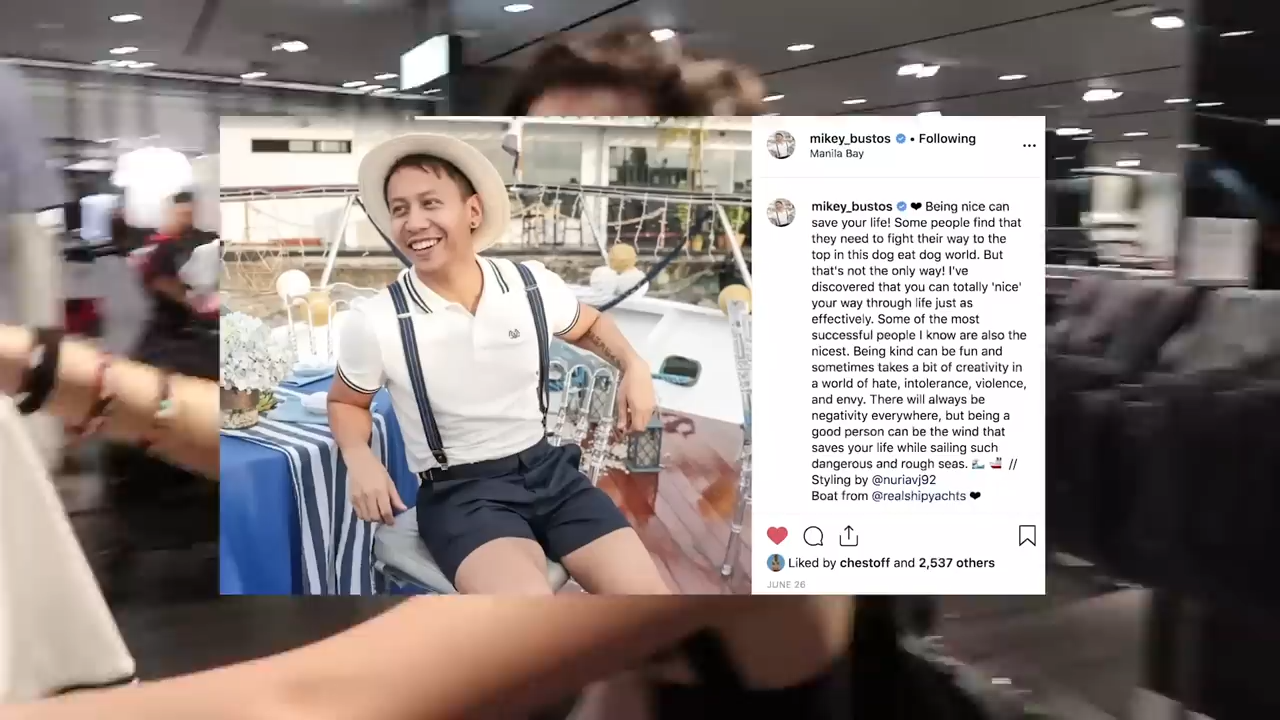 mikey_bustos • Following
Manila Bay
mikey_bustos ❤ Being nice can
save your life! Some people find that
they need to fight their way to the
top in this dog eat dog world. But
that's not the only way! I've
discovered that you can totally 'nice'
your way through life just as
effectively. Some of the most
successful people I know are also the
nicest. Being kind can be fun and
sometimes takes a bit of creativity in
a world of hate, intolerance, violence,
and envy. There will always be
negativity everywhere, but being a
good person can be the wind that
saves your life while sailing such
dangerous and rough seas. 🌊 🚤 //
Styling by @nuriavj92
Boat from @realshipyachts ❤
Liked by chestoff and 2,537 others
JUNE 26